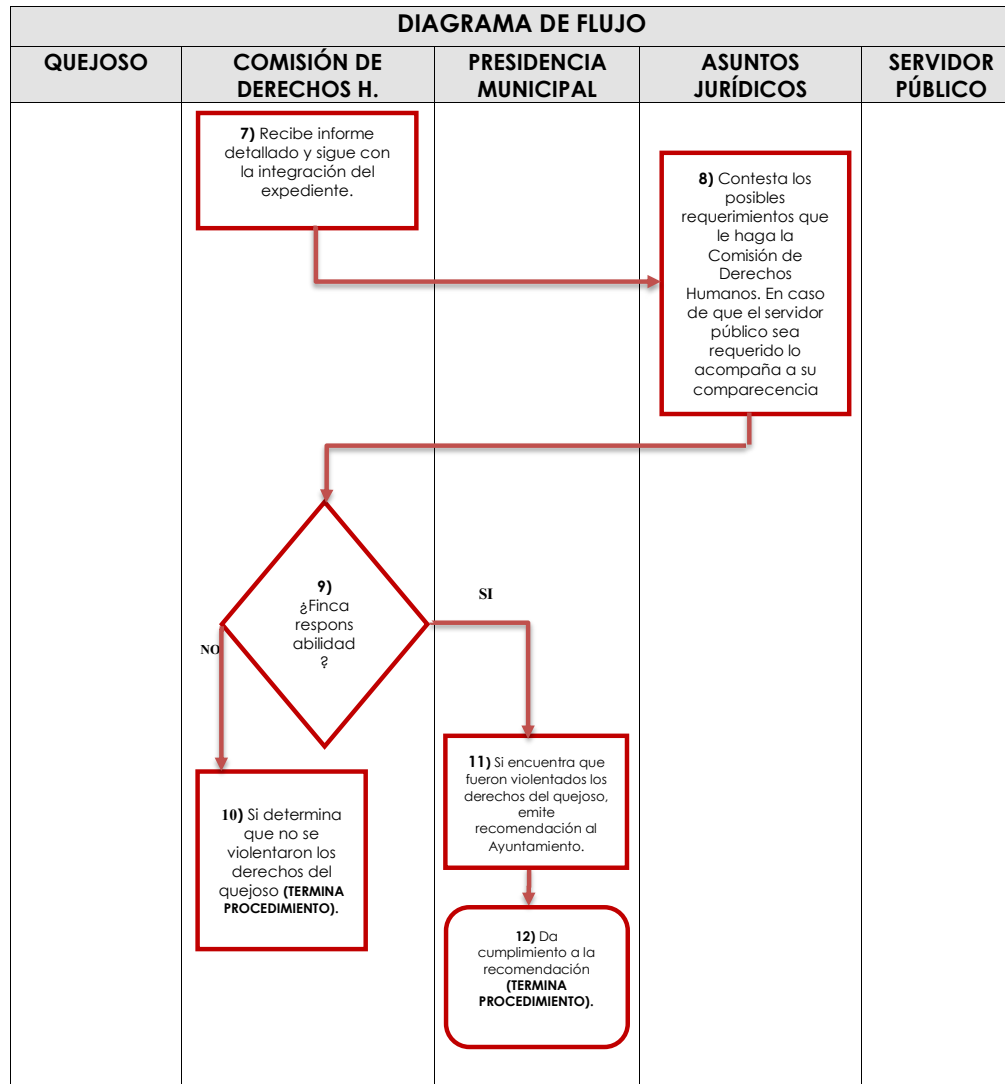 DIAGRAMA DE FLUJO
QUEJOSO
COMISIÓN DE
DERECHOS H.
PRESIDENCIA
MUNICIPAL
ASUNTOS
JURÍDICOS
SERVIDOR
PÚBLICO
7) Recibe informe
detallado y sigue con
la integración del
expediente.
8) Contesta los
posibles
requerimientos que
le haga la
Comisión de
Derechos
Humanos. En caso
de que el servidor
público sea
requerido lo
acompaña a su
comparecencia
9)
¿Finca
respons
abilidad
?
SI
NO
10) Si determina
que no se
violentaron los
derechos del
quejoso (TERMINA
PROCEDIMIENTO).
11) Si encuentra que
fueron violentados los
derechos del quejoso,
emite
recomendación al
Ayuntamiento.
12) Da
cumplimiento a la
recomendación
(TERMINA
PROCEDIMIENTO).